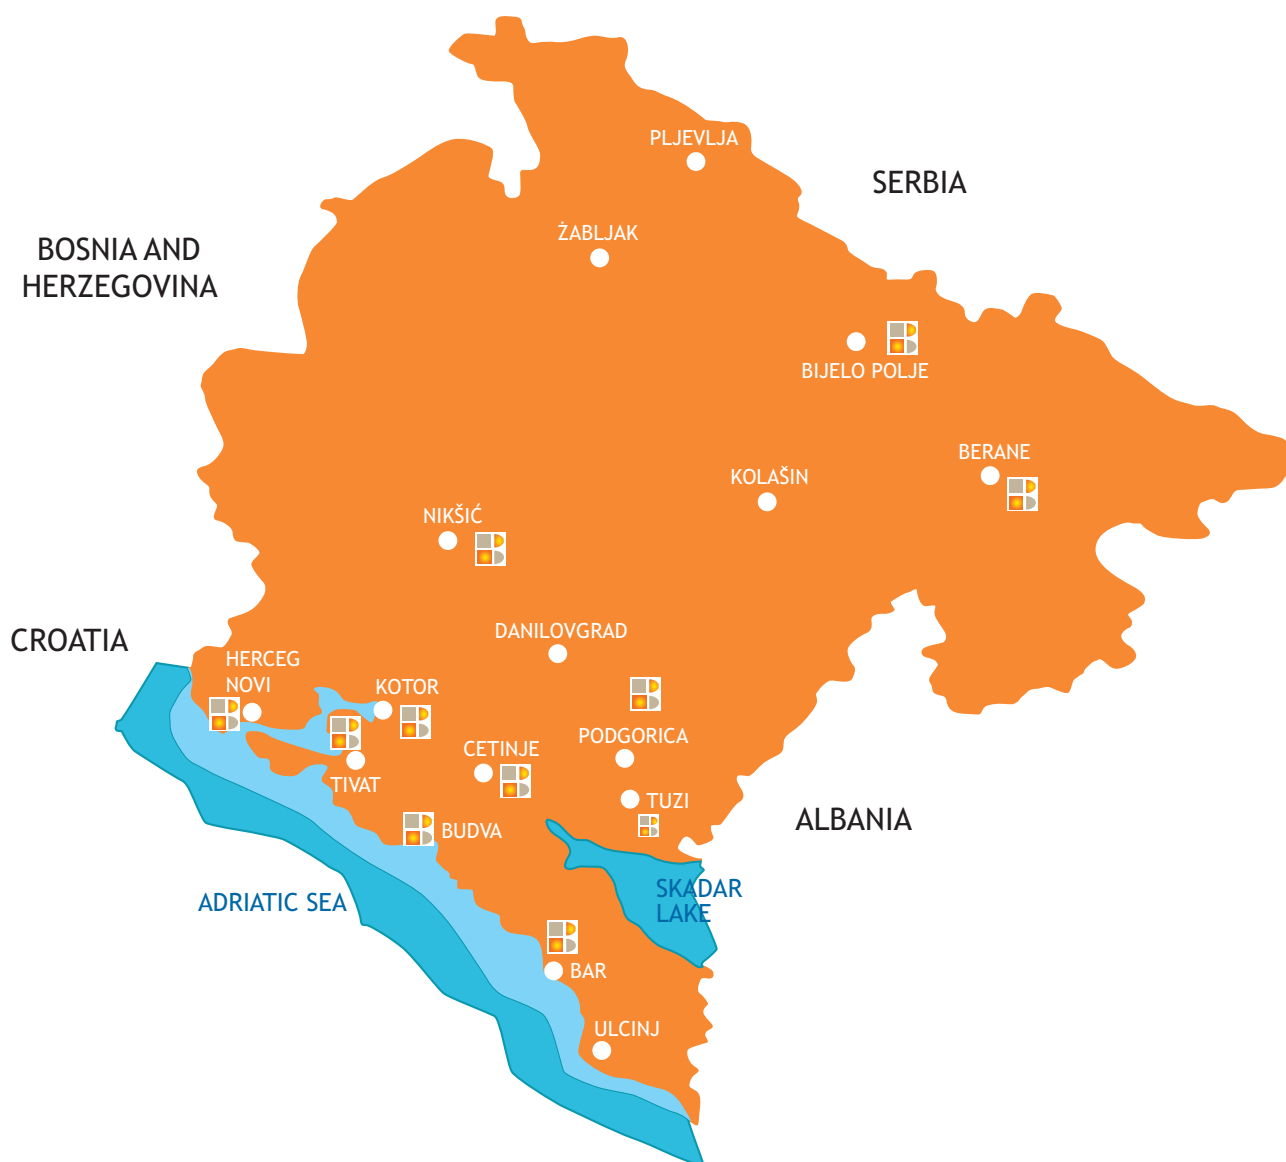 PLJEVLJA
SERBIA
ŻABLJAK
BOSNIA AND
HERZEGOVINA
BIJELO POLJE
BERANE
KOLAŠIN
NIKŠIĆ
DANILOVGRAD
CROATIA
HERCEG
NOVI
KOTOR
PODGORICA
CETINJE
TIVAT
TUZI
ALBANIA
BUDVA
SKADAR
LAKE
ADRIATIC SEA
BAR
ULCINJ